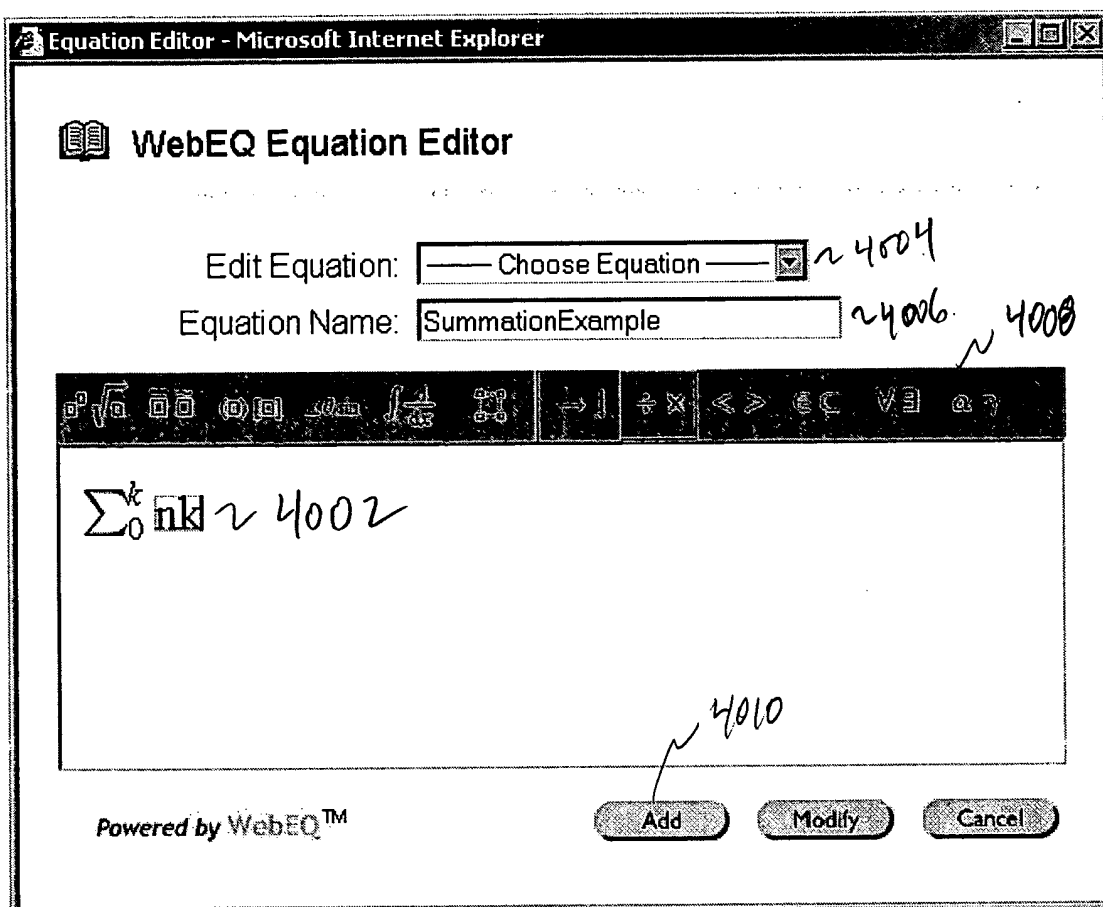 Equation Editor - Microsoft Internet Explorer
WebEQ Equation Editor
Edit Equation: —— Choose Equation —— ~ 4004
Equation Name: SummationExample ~4006
~ 4008
∑₀ᵏ nk ~ 4002
~ 4010
Powered by WebEQ™ Add Modify Cancel